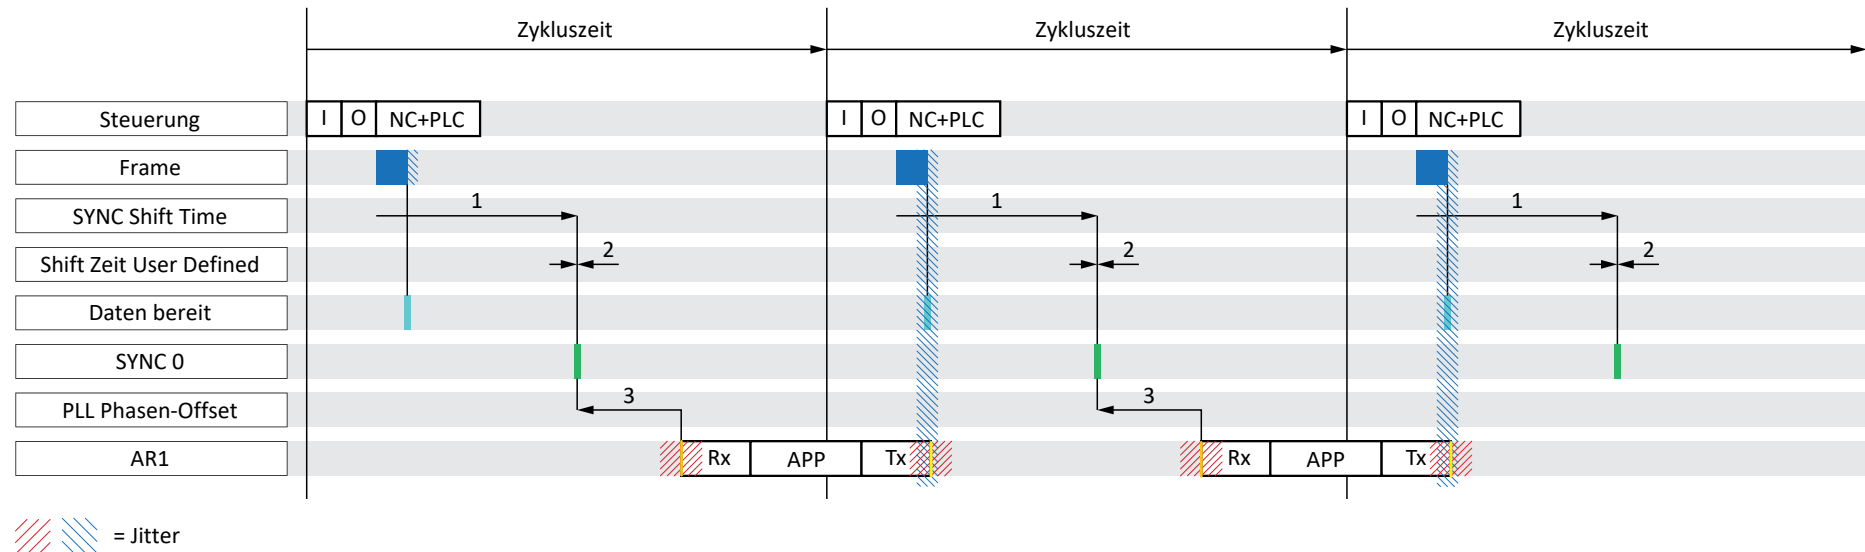 Zykluszeit Zykluszeit Zykluszeit
Steuerung I O NC+PLC I O NC+PLC I O NC+PLC
Frame
SYNC Shift Time 1 1 1
Shift Zeit User Defined 2 2 2
Daten bereit
SYNC 0
PLL Phasen-Offset 3 3
AR1 Rx APP Tx Rx APP Tx
= Jitter